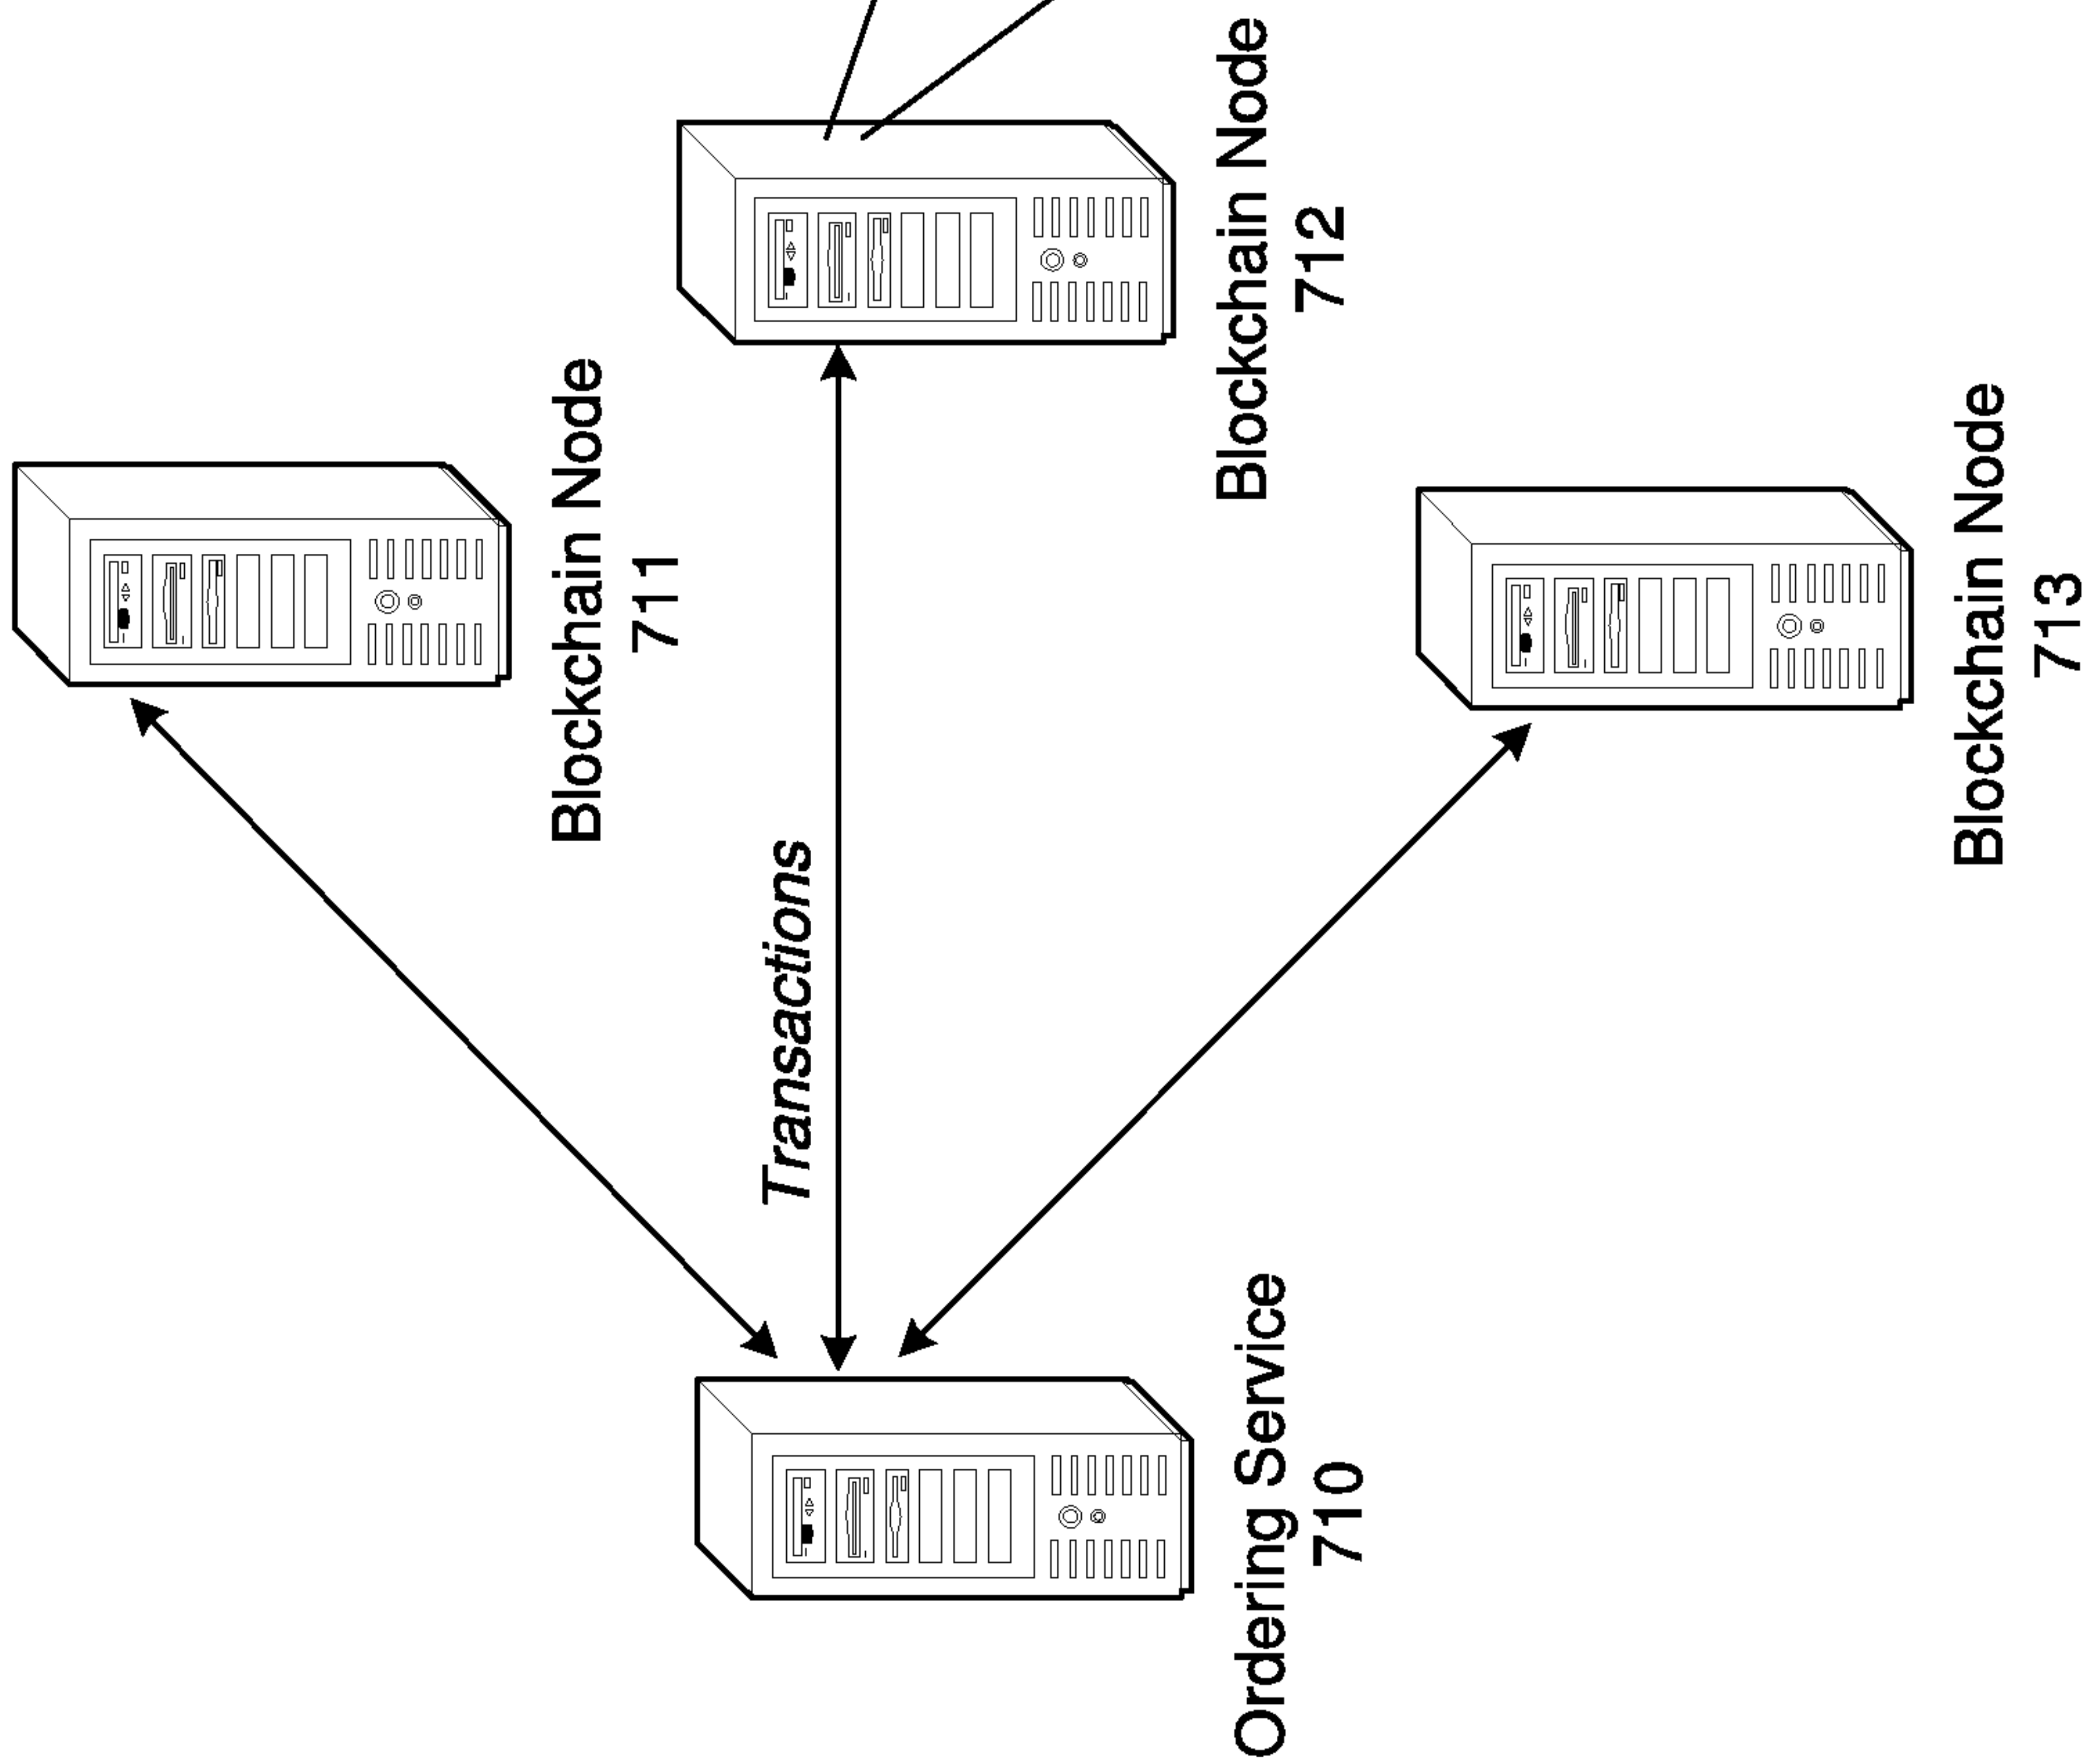 Blockchain Node
711
Transactions
Ordering Service
710
Blockchain Node
712
Blockchain Node
713